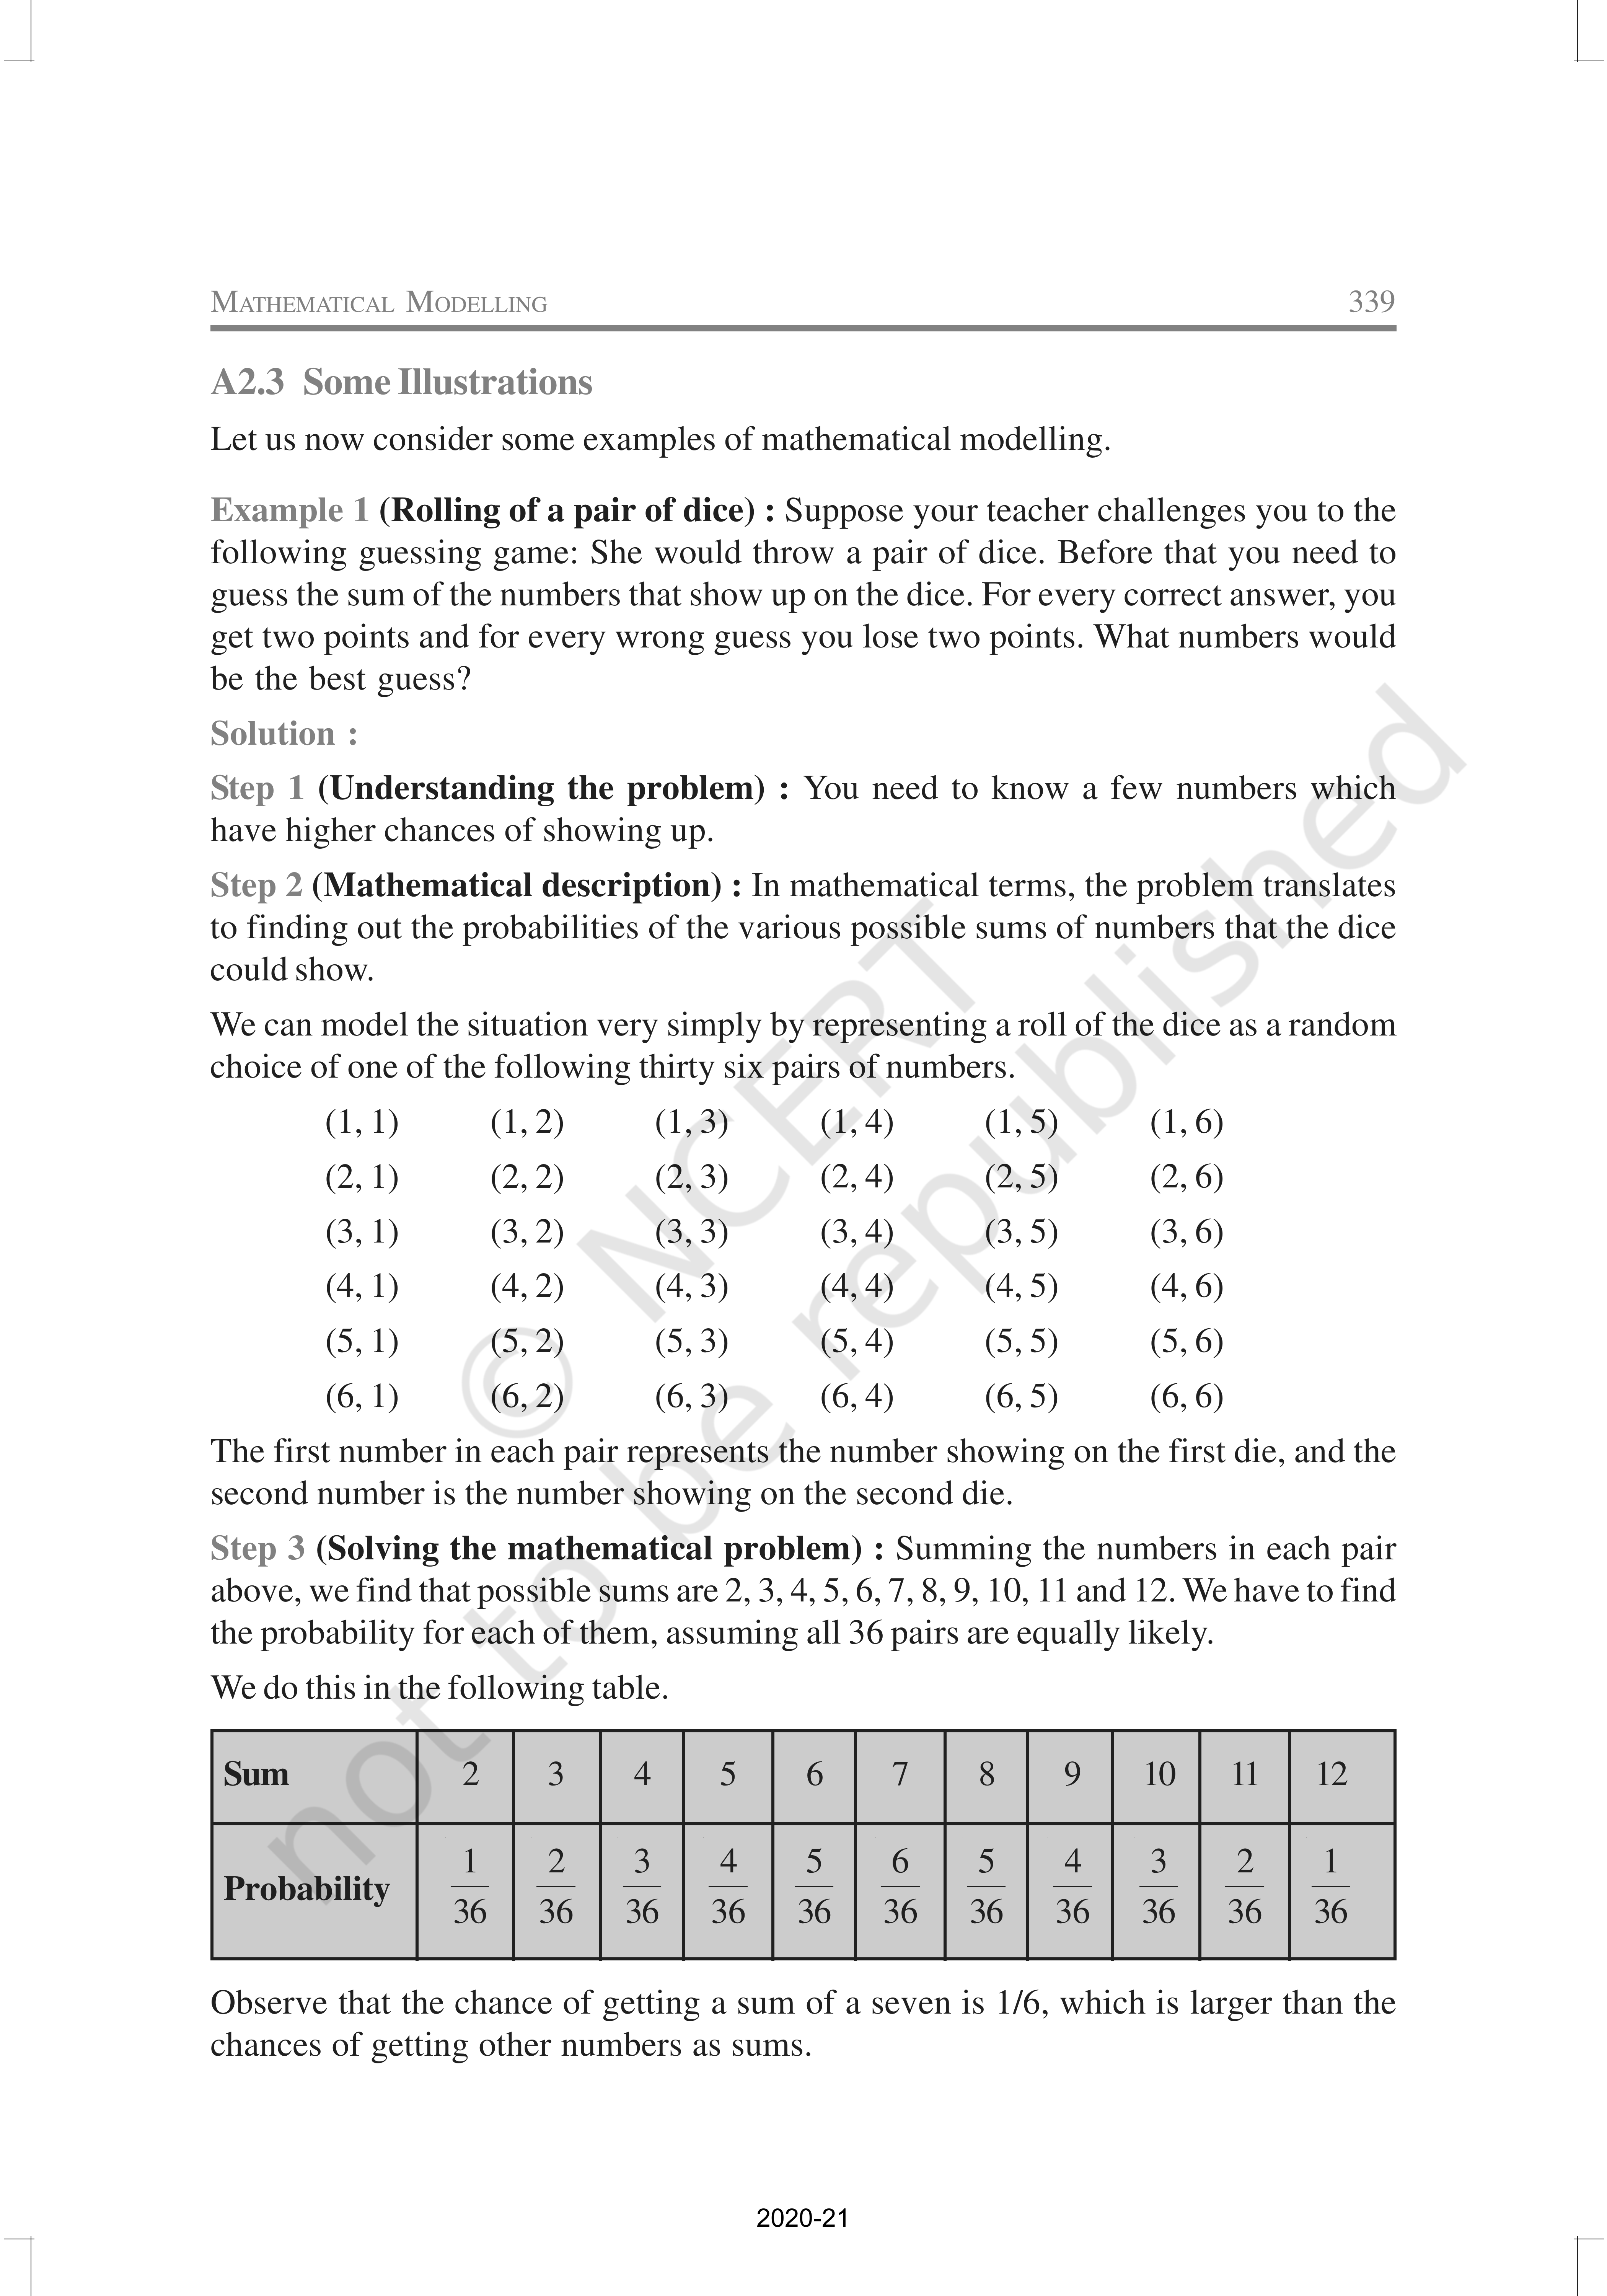 MATHEMATICAL MODELLING 339
A2.3 Some Illustrations
Let us now consider some examples of mathematical modelling.
Example 1 (Rolling of a pair of dice) : Suppose your teacher challenges you to the
following guessing game: She would throw a pair of dice. Before that you need to
guess the sum of the numbers that show up on the dice. For every correct answer, you
get two points and for every wrong guess you lose two points. What numbers would
be the best guess?
Solution :
Step 1 (Understanding the problem) : You need to know a few numbers which
have higher chances of showing up.
Step 2 (Mathematical description) : In mathematical terms, the problem translates
to finding out the probabilities of the various possible sums of numbers that the dice
could show.
We can model the situation very simply by representing a roll of the dice as a random
choice of one of the following thirty six pairs of numbers.
(1, 1) (1, 2) (1, 3) (1, 4) (1, 5) (1, 6)
(2, 1) (2, 2) (2, 3) (2, 4) (2, 5) (2, 6)
(3, 1) (3, 2) (3, 3) (3, 4) (3, 5) (3, 6)
(4, 1) (4, 2) (4, 3) (4, 4) (4, 5) (4, 6)
(5, 1) (5, 2) (5, 3) (5, 4) (5, 5) (5, 6)
(6, 1) (6, 2) (6, 3) (6, 4) (6, 5) (6, 6)
The first number in each pair represents the number showing on the first die, and the
second number is the number showing on the second die.
Step 3 (Solving the mathematical problem) : Summing the numbers in each pair
above, we find that possible sums are 2, 3, 4, 5, 6, 7, 8, 9, 10, 11 and 12. We have to find
the probability for each of them, assuming all 36 pairs are equally likely.
We do this in the following table.
Sum 2 3 4 5 6 7 8 9 10 11 12
Probability 1/36 2/36 3/36 4/36 5/36 6/36 5/36 4/36 3/36 2/36 1/36
Observe that the chance of getting a sum of a seven is 1/6, which is larger than the
chances of getting other numbers as sums.
2020-21
© NCERT
not to be republished